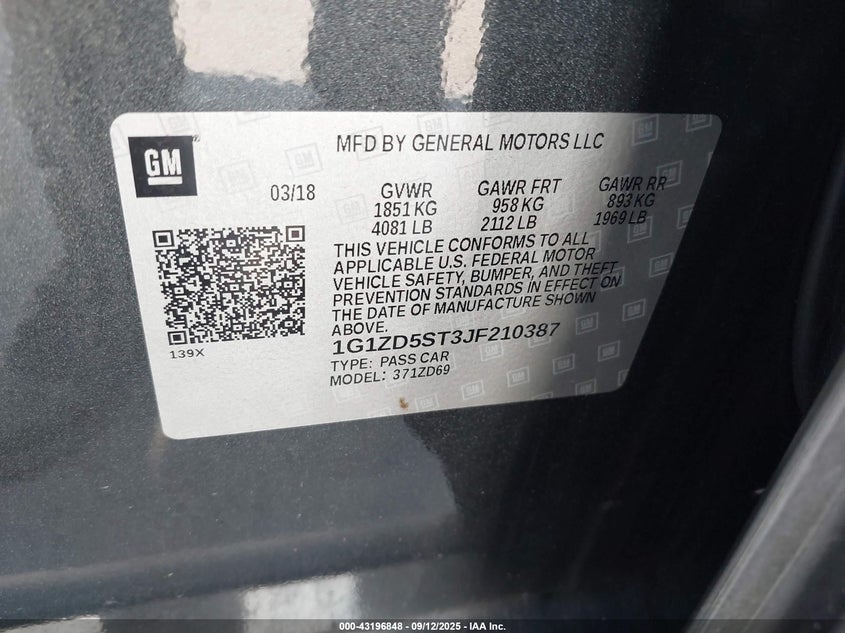 GM
MFD BY GENERAL MOTORS LLC
03/18
GVWR
1851 KG
4081 LB
GAWR FRT
958 KG
2112 LB
GAWR RR
893 KG
1969 LB
THIS VEHICLE CONFORMS TO ALL
APPLICABLE U.S. FEDERAL MOTOR
VEHICLE SAFETY, BUMPER, AND THEFT
PREVENTION STANDARDS IN EFFECT ON
THE DATE OF MANUFACTURE SHOWN
ABOVE.
139X
1G1ZD5ST3JF210387
TYPE: PASS CAR
MODEL: 371ZD69
000-43196848 - 09/12/2025 - IAA Inc.